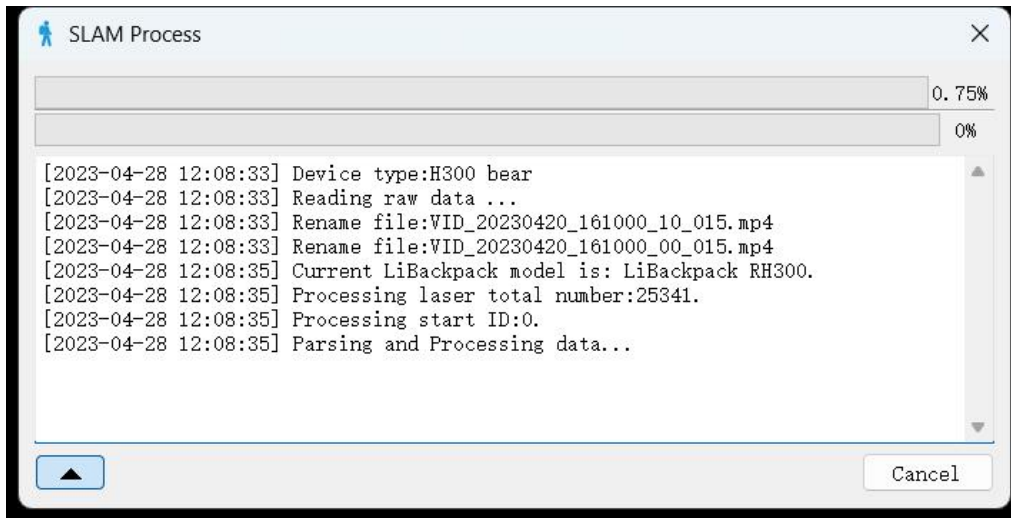 SLAM Process
0.75%
0%
[2023-04-28 12:08:33] Device type:H300 bear
[2023-04-28 12:08:33] Reading raw data ...
[2023-04-28 12:08:33] Rename file:VID_20230420_161000_10_015.mp4
[2023-04-28 12:08:33] Rename file:VID_20230420_161000_00_015.mp4
[2023-04-28 12:08:35] Current LiBackpack model is: LiBackpack RH300.
[2023-04-28 12:08:35] Processing laser total number:25341.
[2023-04-28 12:08:35] Processing start ID:0.
[2023-04-28 12:08:35] Parsing and Processing data...
Cancel